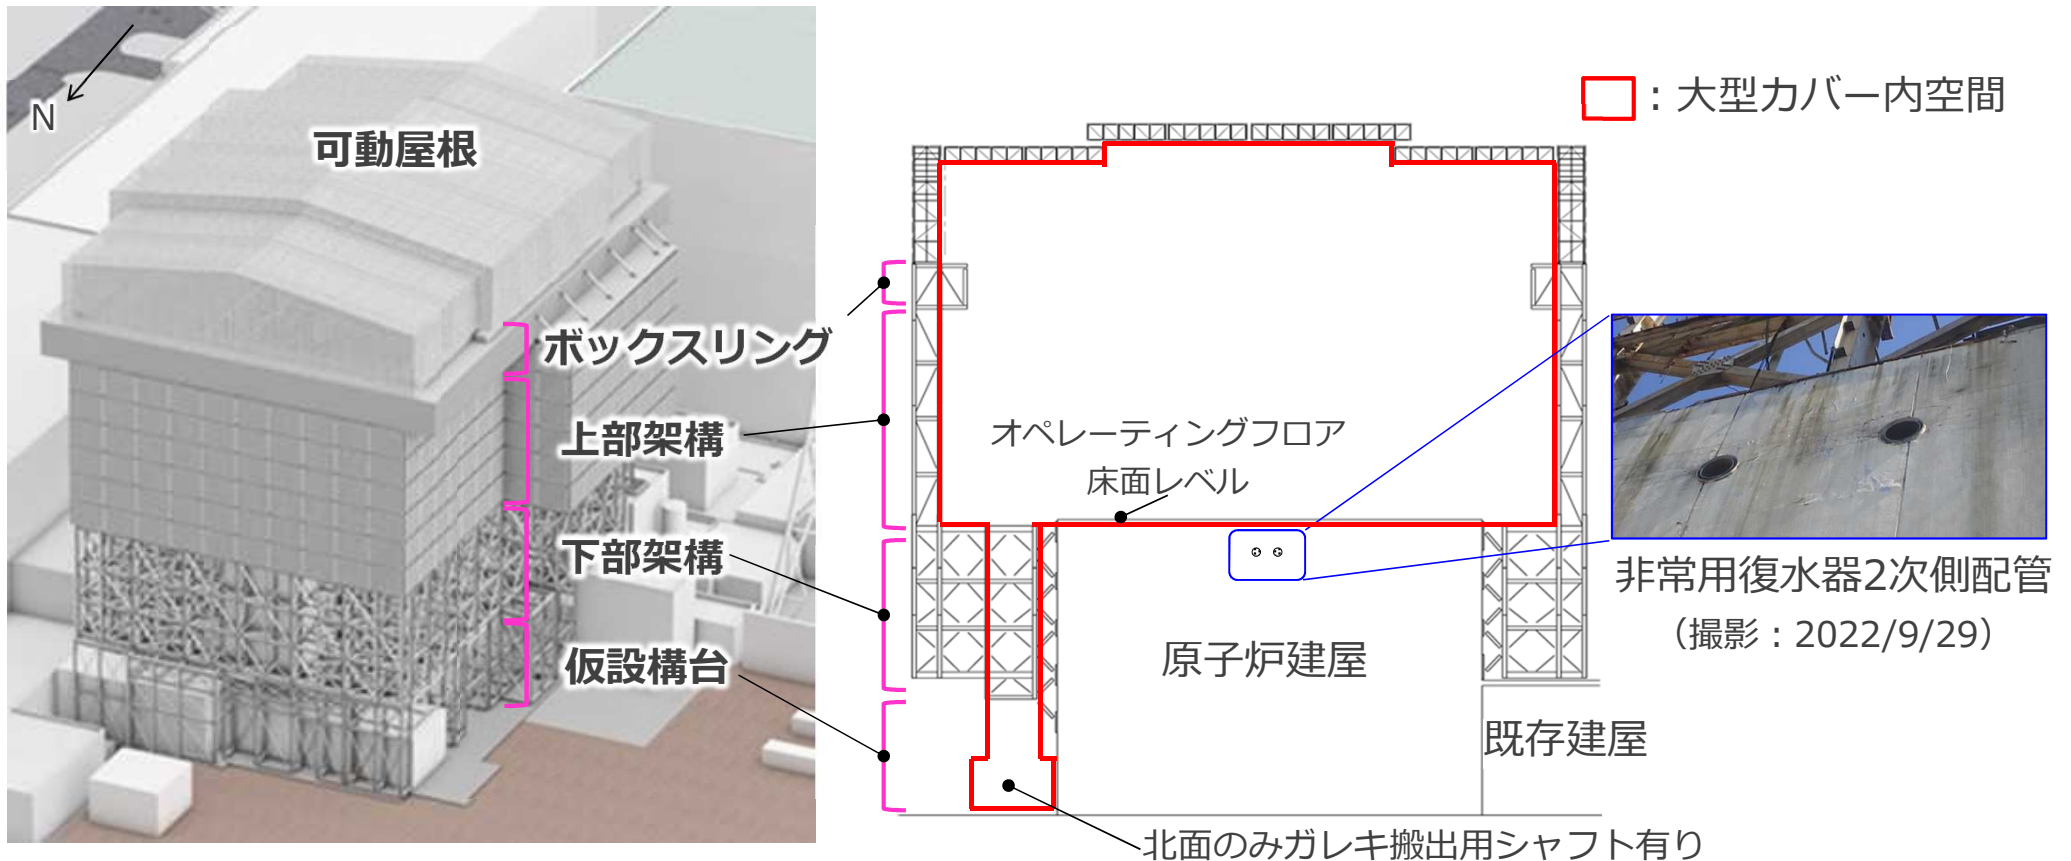 N
可動屋根
ボックスリング
上部架構
下部架構
仮設構台
：大型カバー内空間
オペレーティングフロア
床面レベル
原子炉建屋
既存建屋
非常用復水器2次側配管
（撮影：2022/9/29）
北面のみガレキ搬出用シャフト有り